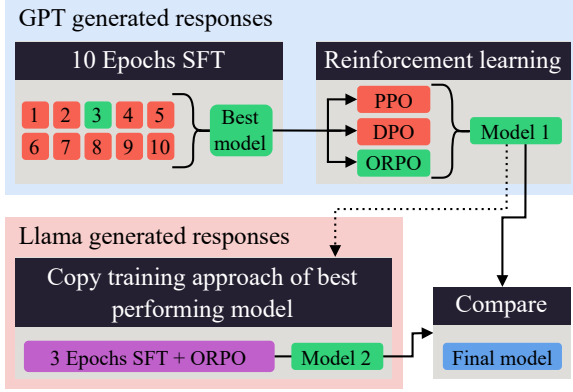 GPT generated responses
10 Epochs SFT
1 2 3 4 5
6 7 8 9 10
Best
model
Reinforcement learning
PPO
DPO
ORPO
Model 1
Llama generated responses
Copy training approach of best
performing model
3 Epochs SFT + ORPO
Model 2
Compare
Final model